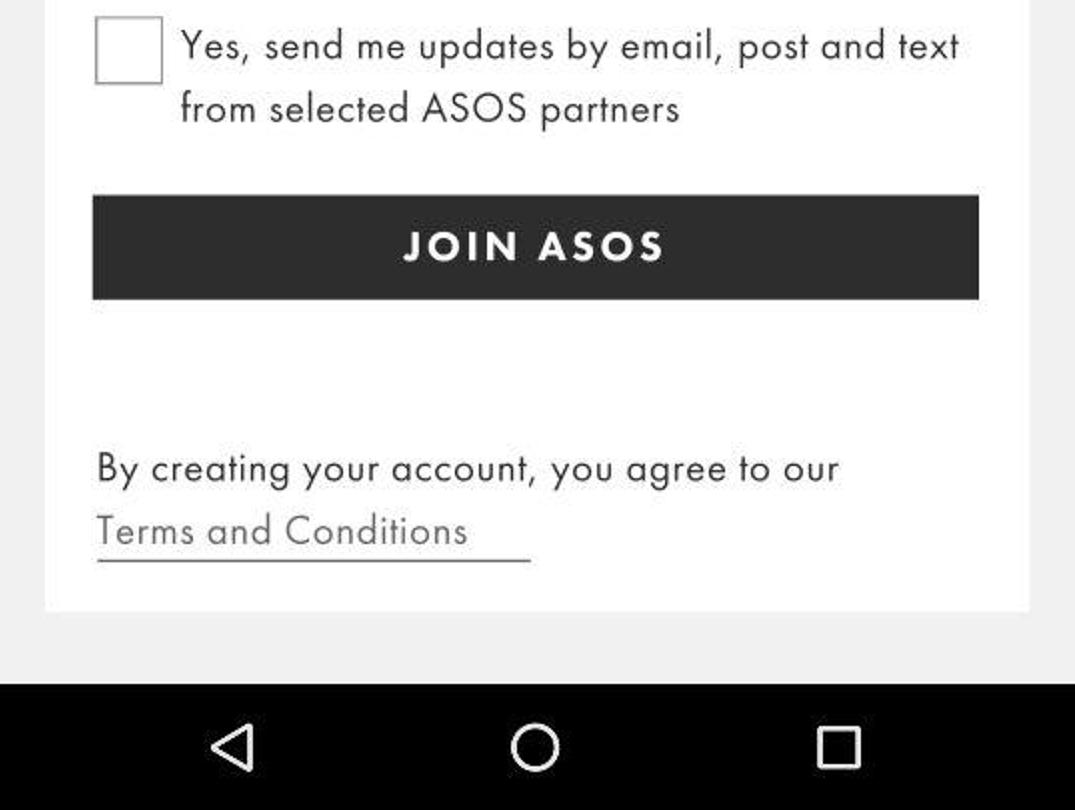 Yes, send me updates by email, post and text
from selected ASOS partners
JOIN ASOS
By creating your account, you agree to our
Terms and Conditions